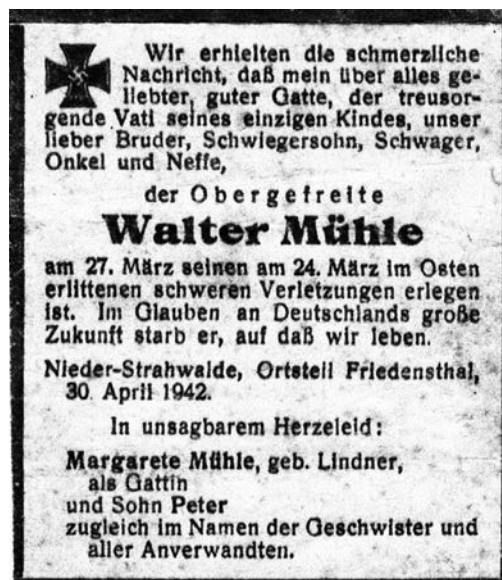 Wir erhielten die schmerzliche
Nachricht, daß mein über alles ge-
liebter, guter Gatte, der treusor-
gende Vati seines einzigen Kindes, unser
lieber Bruder, Schwiegersohn, Schwager,
Onkel und Neffe,
der Obergefreite
Walter Mühle
am 27. März seinen am 24. März im Osten
erlittenen schweren Verletzungen erlegen
ist. Im Glauben an Deutschlands große
Zukunft starb er, auf daß wir leben.
Nieder-Strahwalde, Ortsteil Friedensthal,
30. April 1942.
In unsagbarem Herzeleid:
Margarete Mühle, geb. Lindner,
als Gattin
und Sohn Peter
zugleich im Namen der Geschwister und
aller Anverwandten.